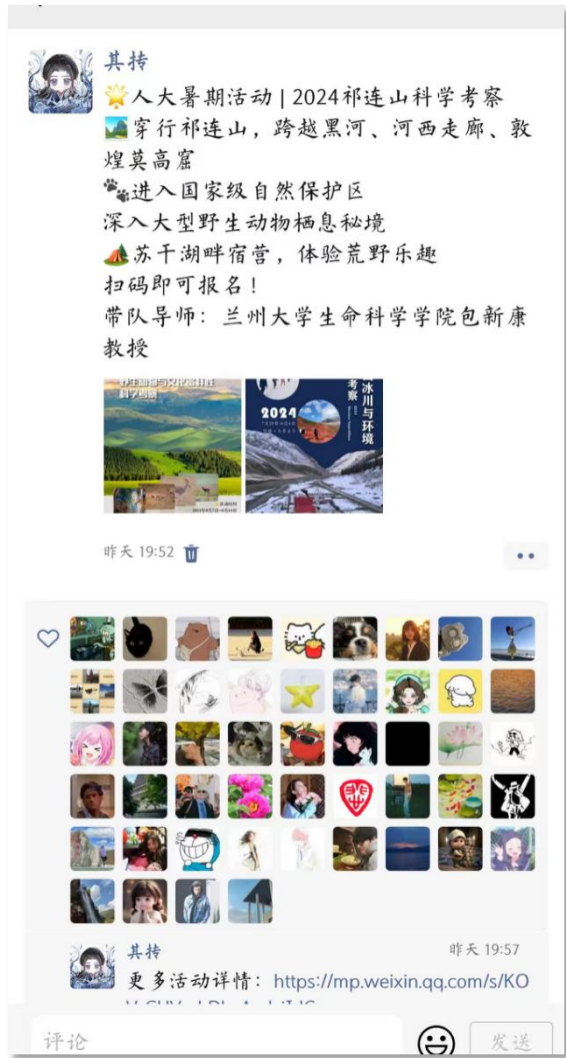 其抟
🌟人大暑期活动 | 2024祁连山科学考察
🏞️穿行祁连山，跨越黑河、河西走廊、敦
煌莫高窟
🐾进入国家级自然保护区
深入大型野生动物栖息秘境
🏕️苏干湖畔宿营，体验荒野乐趣
扫码即可报名！
带队导师：兰州大学生命科学学院包新康
教授
科学考察
2024
冰川与环境
考察
昨天 19:52
其抟
昨天 19:57
更多活动详情：https://mp.weixin.qq.com/s/KO
评论
发送